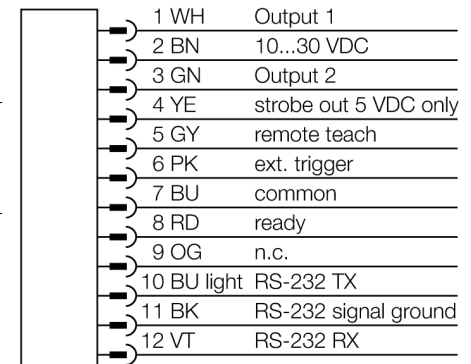 1 WH Output 1
2 BN 10...30 VDC
3 GN Output 2
4 YE strobe out 5 VDC only
5 GY remote teach
6 PK ext. trigger
7 BU common
8 RD ready
9 OG n.c.
10 BU light RS-232 TX
11 BK RS-232 signal ground
12 VT RS-232 RX